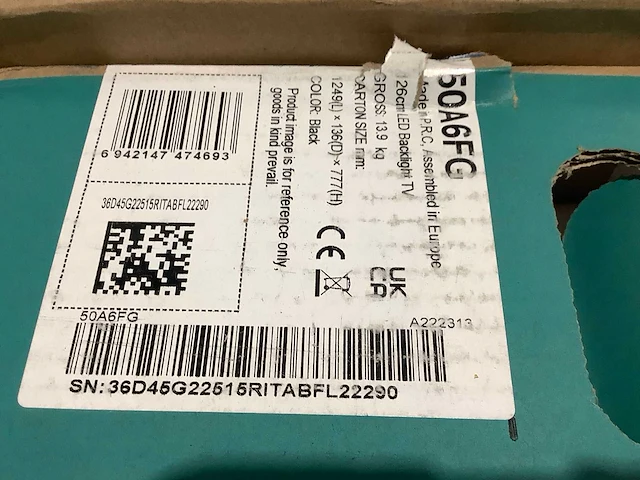 50A6FG
Made in P.R.C, Assembled in Europe
126cm LED Backlight TV
GROSS: 13.9 kg
CARTON SIZE mm:
1249(L) × 136(D) × 777(H)
COLOR: Black
Product image is for reference only,
goods in kind prevail.
CE
UK
CA
6 942147 474693
36D45G22515RITABFL22290
50A6FG
A222313
SN: 36D45G22515RITABFL22290